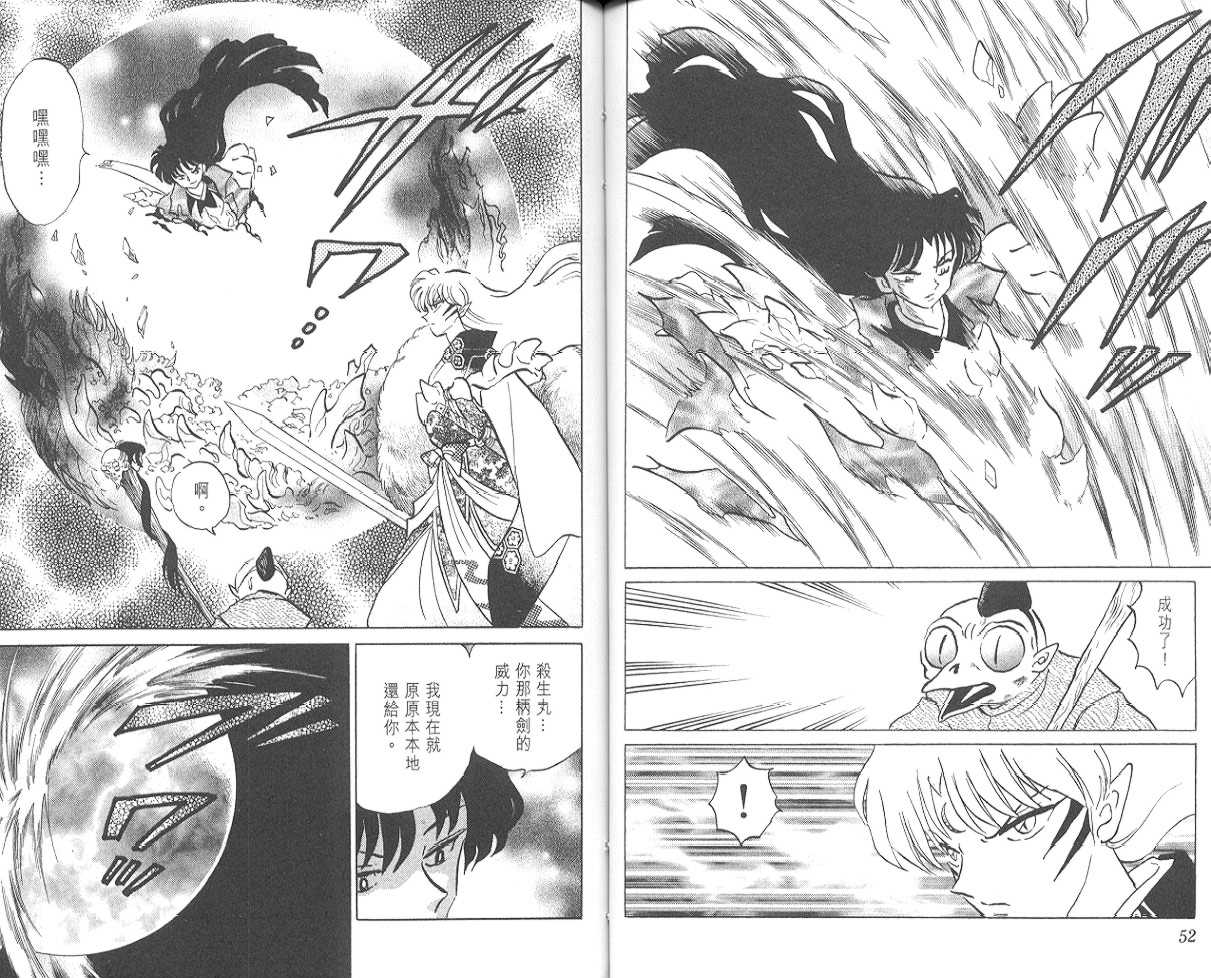 成功了！
！
52
嘿嘿嘿…
啊。
殺生丸…
你那柄劍的
威力…
我現在就
原原本本地
還給你。